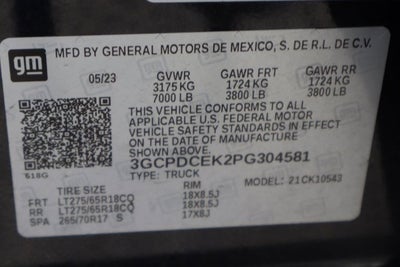 gm
MFD BY GENERAL MOTORS DE MEXICO, S. DE R.L. DE C.V.
05/23 GVWR GAWR FRT GAWR RR
3175 KG 1724 KG 1724 KG
7000 LB 3800 LB 3800 LB
THIS VEHICLE CONFORMS TO ALL
APPLICABLE U.S. FEDERAL MOTOR
VEHICLE SAFETY STANDARDS IN EFFECT
ON THE DATE OF MANUFACTURE
SHOWN ABOVE.
3GCPDCEK2PG304581
618G TYPE: TRUCK MODEL: 21CK10543
TIRE SIZE RIM
FRT LT275/65R18CQ 18X8.5J
RR LT275/65R18CQ 18X8.5J
SPA 265/70R17 S 17X8J